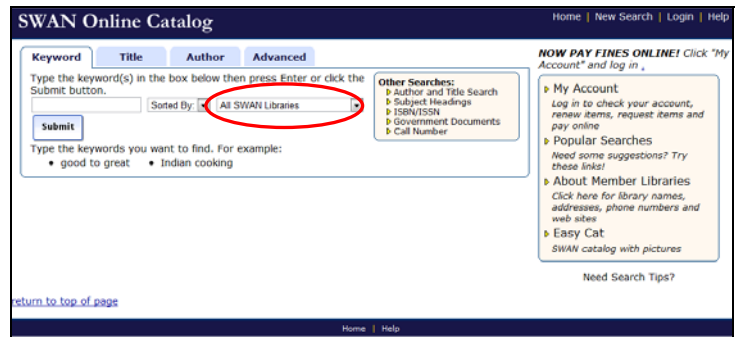 SWAN Online Catalog
Home | New Search | Login | Help
Keyword Title Author Advanced
Type the keyword(s) in the box below then press Enter or click the
Submit button.
Sorted By: All SWAN Libraries
Submit
Type the keywords you want to find. For example:
• good to great • Indian cooking
Other Searches:
Author and Title Search
Subject Headings
ISBN/ISSN
Government Documents
Call Number
NOW PAY FINES ONLINE! Click "My
Account" and log in .
My Account
Log in to check your account,
renew items, request items and
pay online
Popular Searches
Need some suggestions? Try
these links!
About Member Libraries
Click here for library names,
addresses, phone numbers and
web sites
Easy Cat
SWAN catalog with pictures
Need Search Tips?
return to top of page
Home | Help